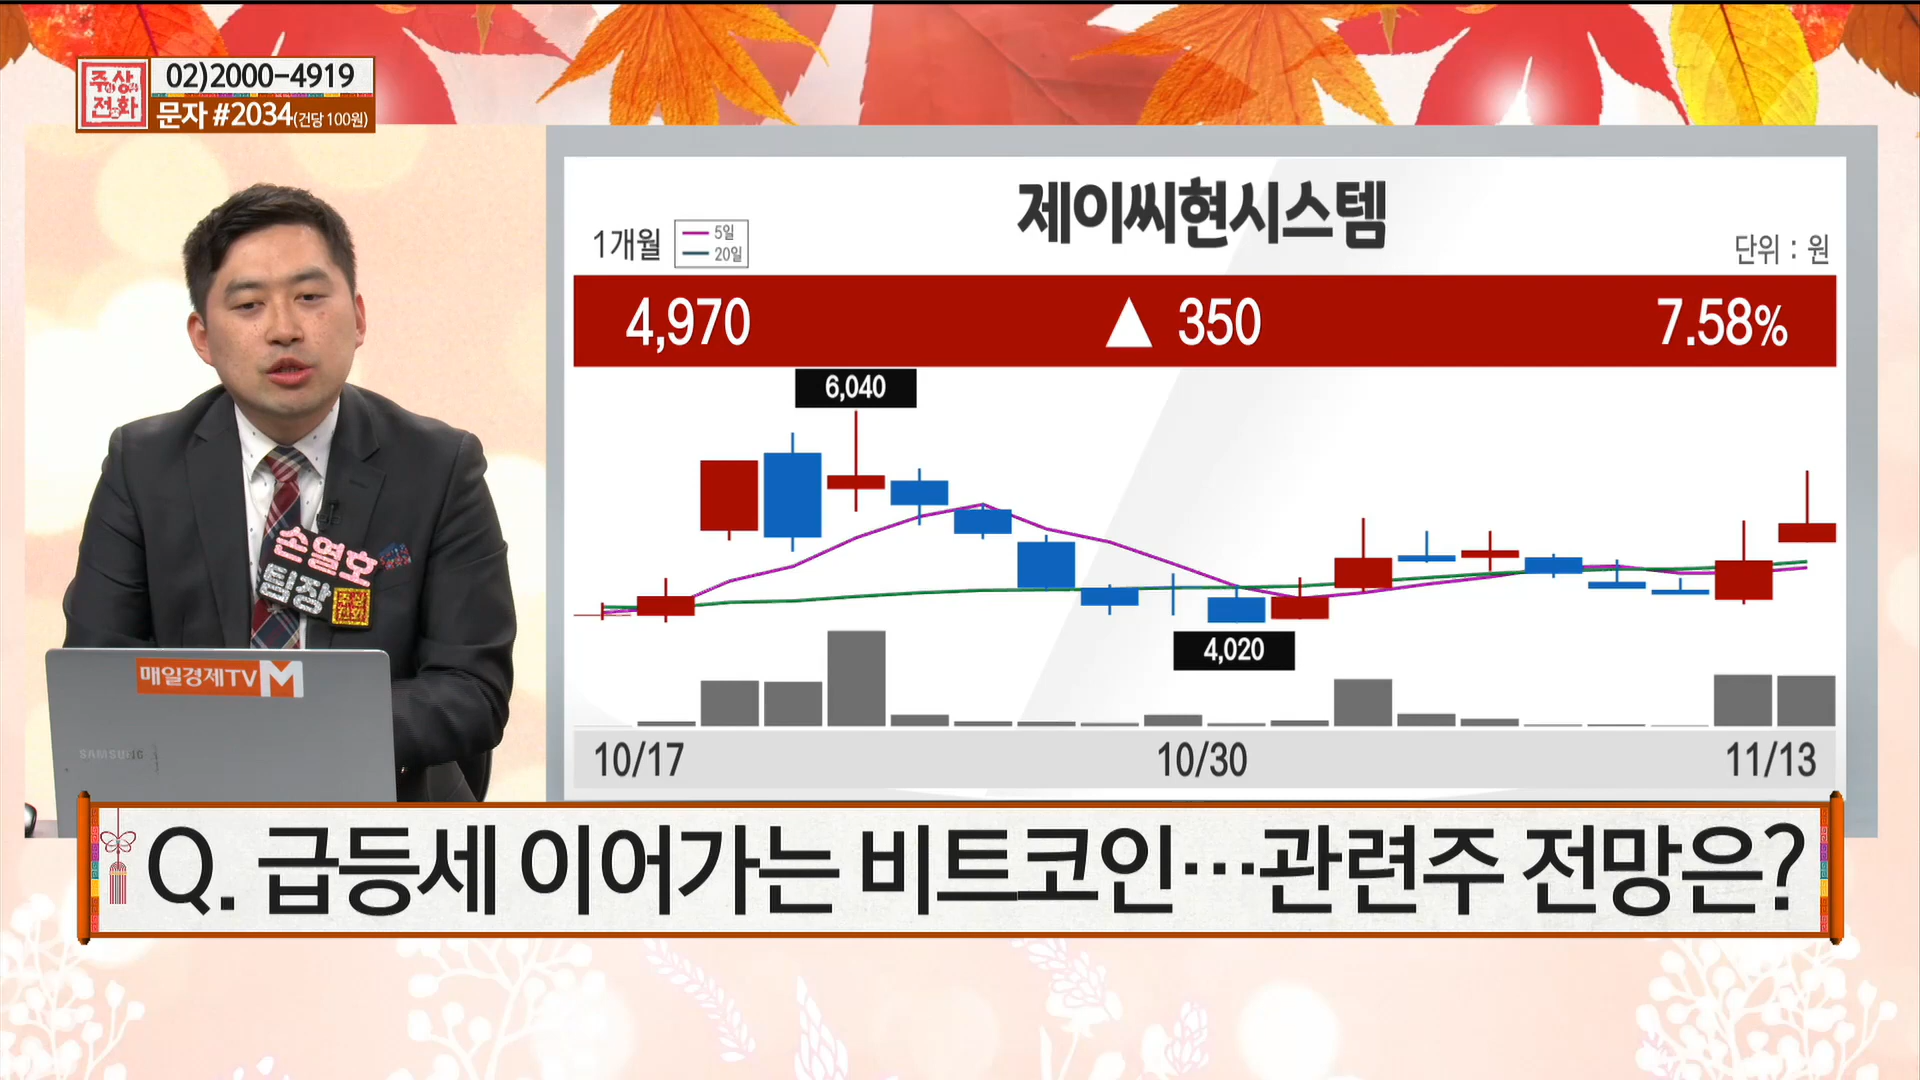 주상전화
02)2000-4919
문자 #2034(건당 100원)
제이씨현시스템
1개월
5일
20일
단위 : 원
4,970 ▲ 350 7.58%
6,040
4,020
10/17 10/30 11/13
손열호
팀장
매일경제TV M
SAMSUNG
Q. 급등세 이어가는 비트코인…관련주 전망은?